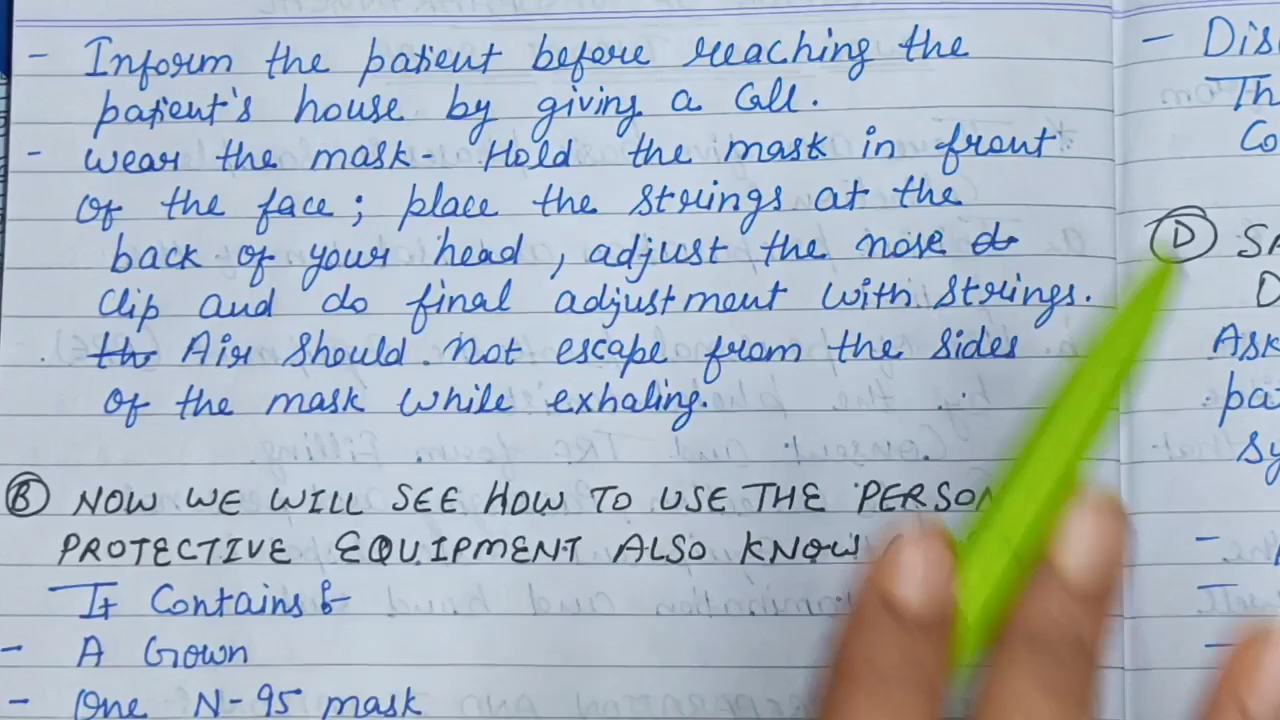 - Inform the patient before reaching the
patient's house by giving a Call.
- wear the mask- Hold the mask in front
of the face; place the strings at the
back of your head, adjust the nose
clip and do final adjustment with strings.
Air should not escape from the sides
of the mask while exhaling.
(B) NOW WE WILL SEE HOW TO USE THE PERSON
PROTECTIVE EQUIPMENT ALSO KNOW
It Contains :-
- A Gown
- One N-95 mask
- Dis
Th
Co
(D) SA
D
Ask
pa
sy